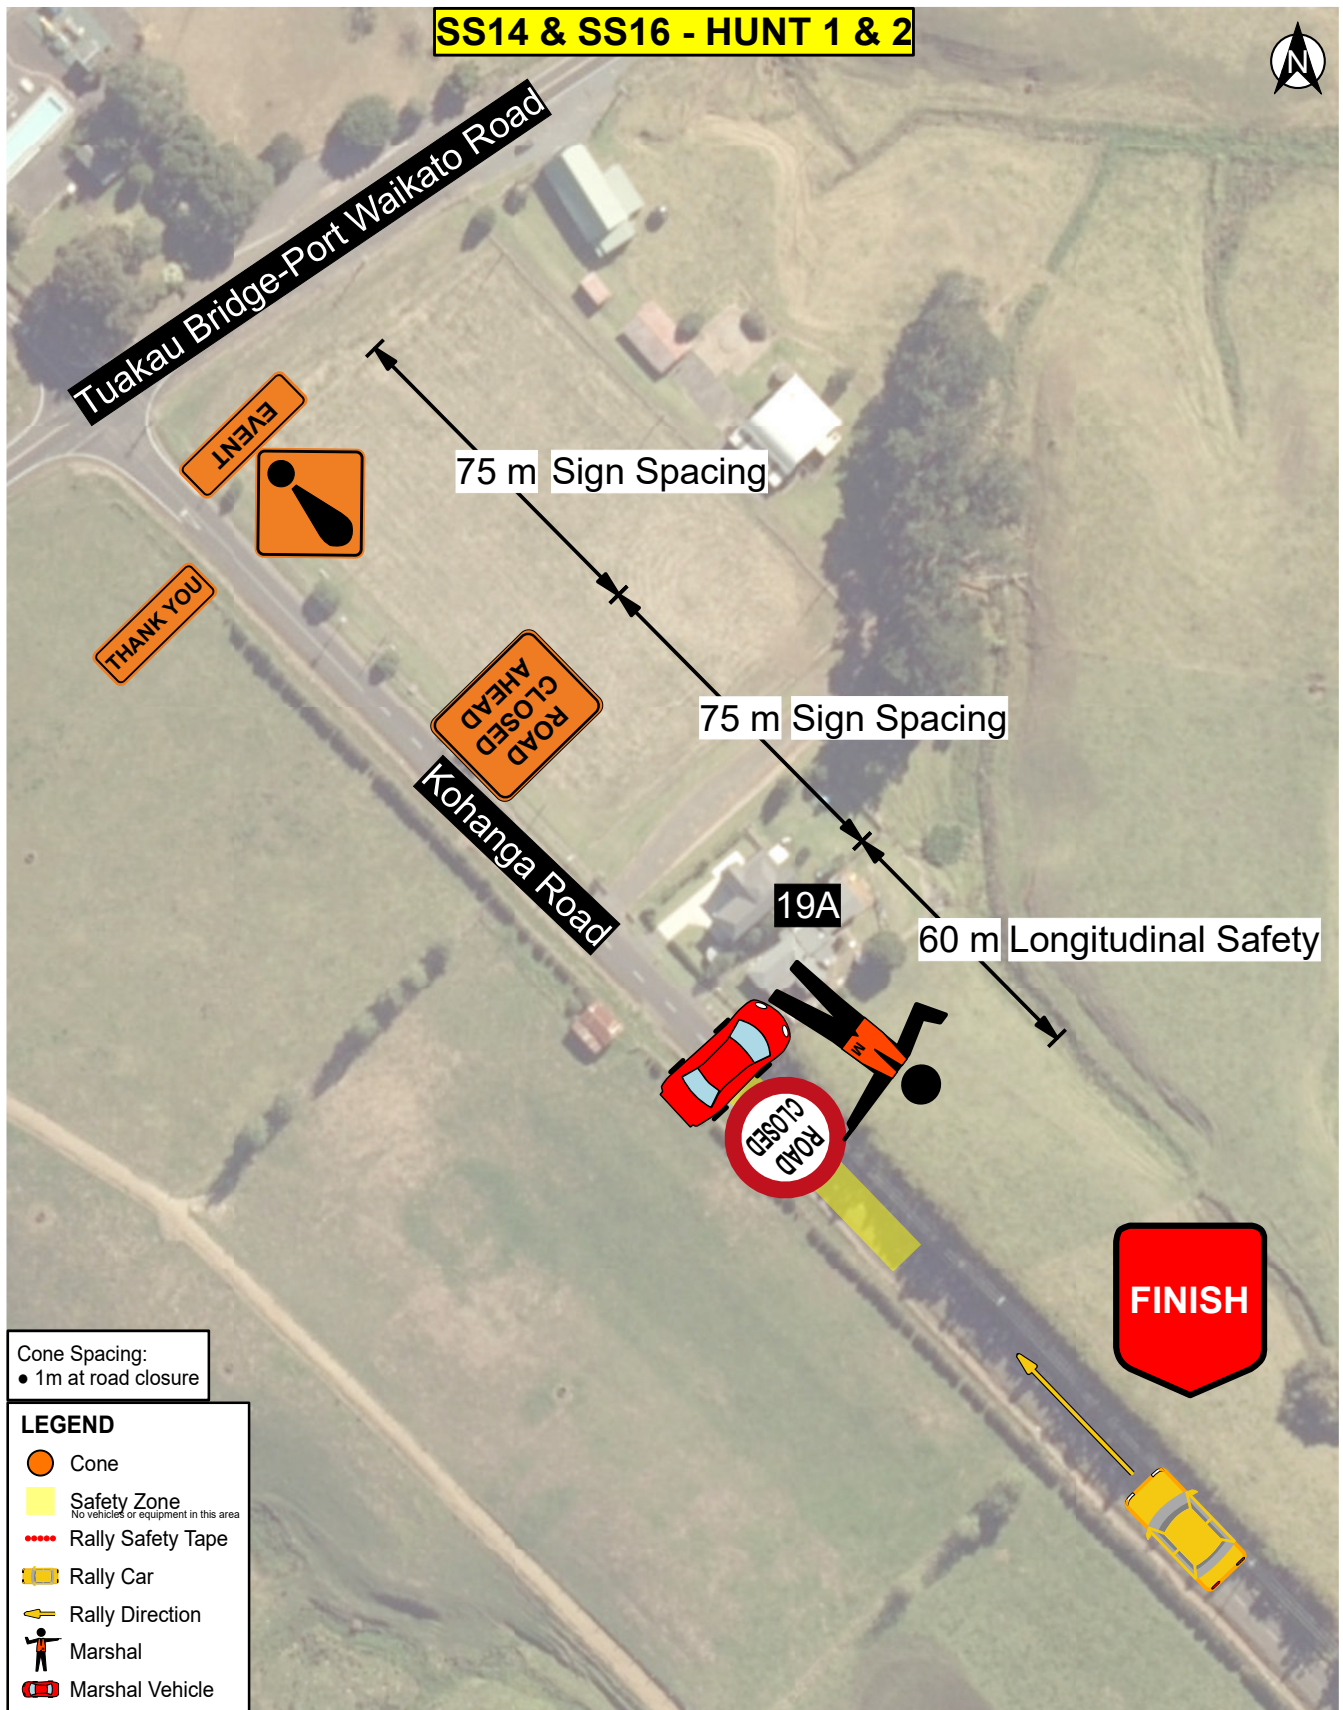 SS14 & SS16 - HUNT 1 & 2
N
Tuakau Bridge-Port Waikato Road
EVENT
75 m Sign Spacing
THANK YOU
ROAD
CLOSED
AHEAD
75 m Sign Spacing
Kohanga Road
19A
60 m Longitudinal Safety
M
ROAD
CLOSED
FINISH
Cone Spacing:
● 1m at road closure
LEGEND
Cone
Safety Zone
No vehicles or equipment in this area
Rally Safety Tape
Rally Car
Rally Direction
Marshal
Marshal Vehicle